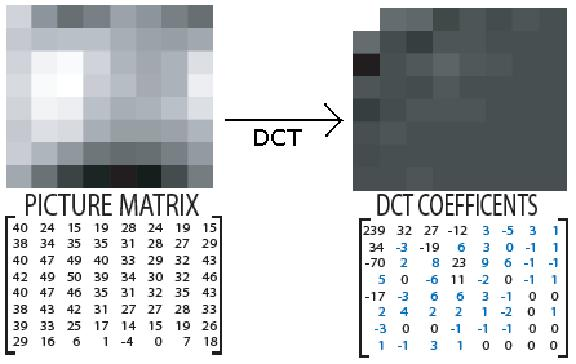 DCT
PICTURE MATRIX
40 24 15 19 28 24 19 15
38 34 35 35 31 28 27 29
40 47 49 40 33 29 32 43
42 49 50 39 34 30 32 46
40 47 46 35 31 32 35 43
38 43 42 31 27 27 28 33
39 33 25 17 14 15 19 26
29 16 6 1 -4 0 7 18
DCT COEFFICENTS
239 32 27 -12 3 -5 3 1
34 -3 -19 6 3 0 -1 1
-70 2 8 23 9 6 -1 -1
5 0 -6 11 -2 0 -1 1
-17 -3 6 6 3 -1 0 0
2 4 2 2 1 -2 0 1
-3 0 0 -1 -1 -1 0 0
1 -1 3 1 0 0 0 0